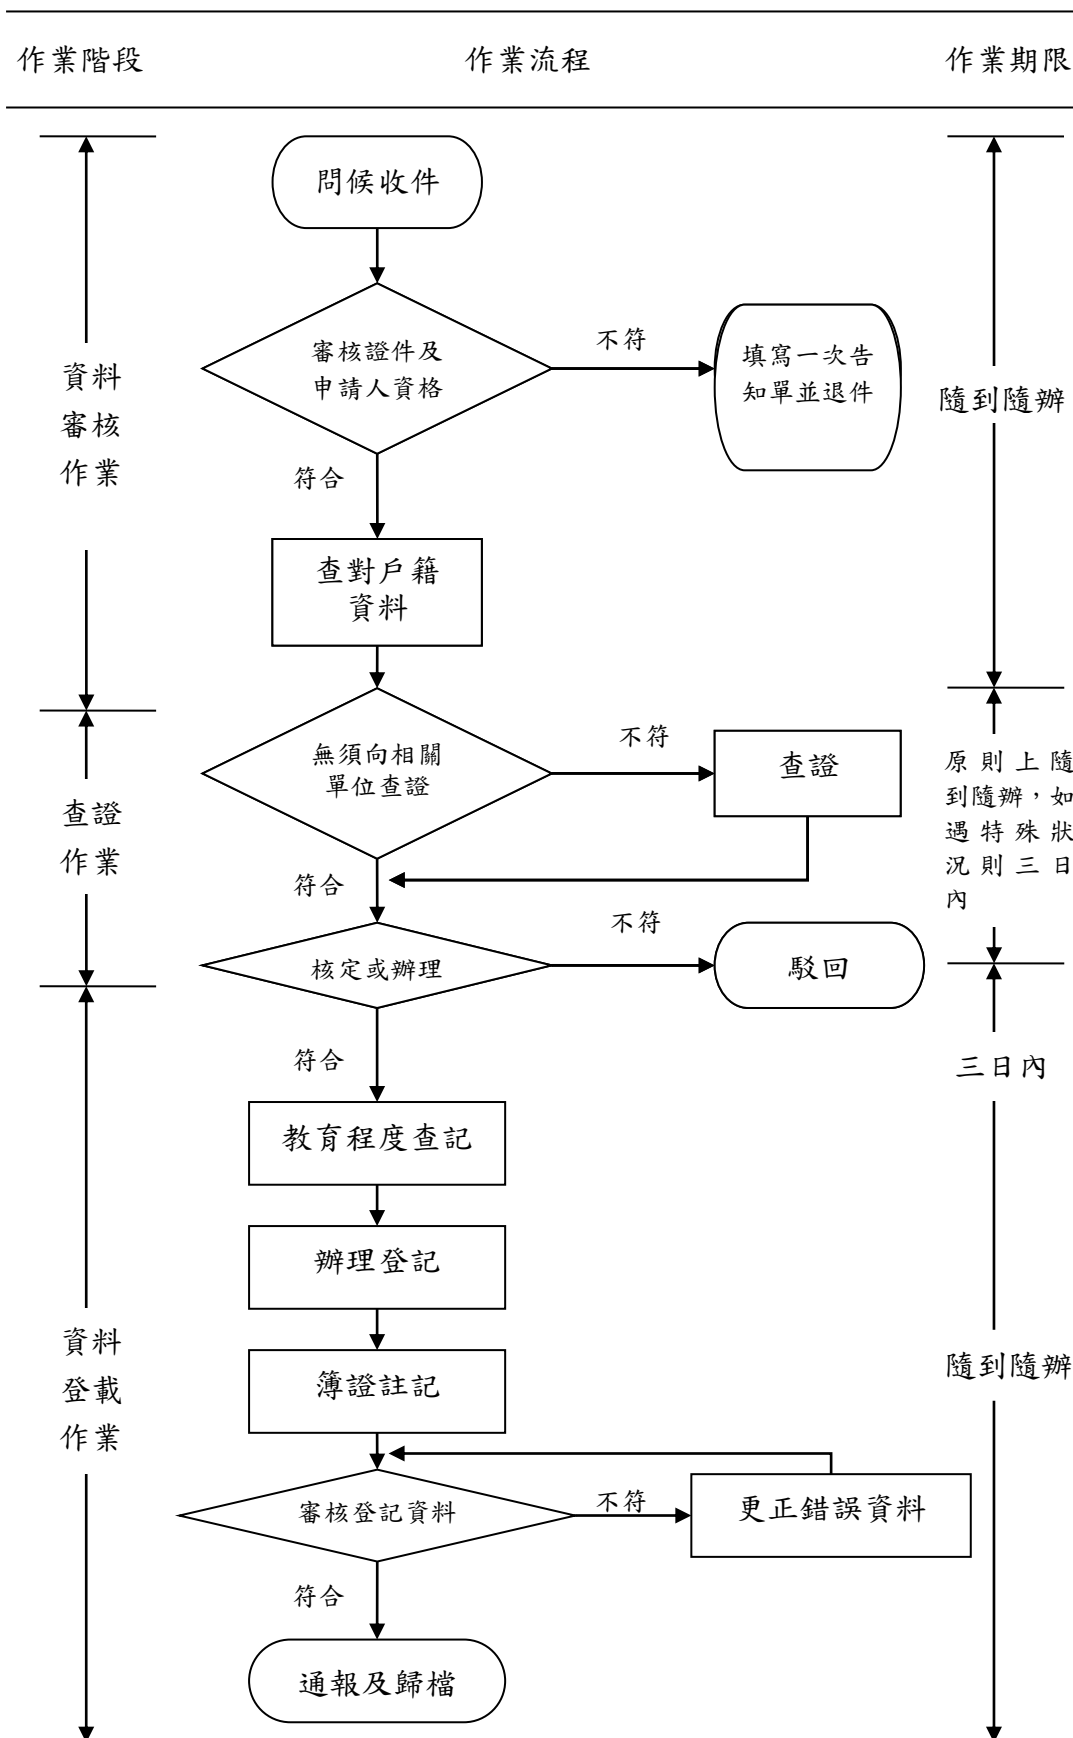 作業階段 作業流程 作業期限
問候收件
審核證件及
申請人資格
不符
填寫一次告
知單並退件
資料
審核
作業
隨到隨辦
符合
查對戶籍
資料
無須向相關
單位查證
不符
查證
查證
作業
原則上隨
到隨辦，如
遇特殊狀
況則三日
內
符合
核定或辦理
不符
駁回
符合
三日內
教育程度查記
辦理登記
簿證註記
資料
登載
作業
隨到隨辦
審核登記資料
不符
更正錯誤資料
符合
通報及歸檔